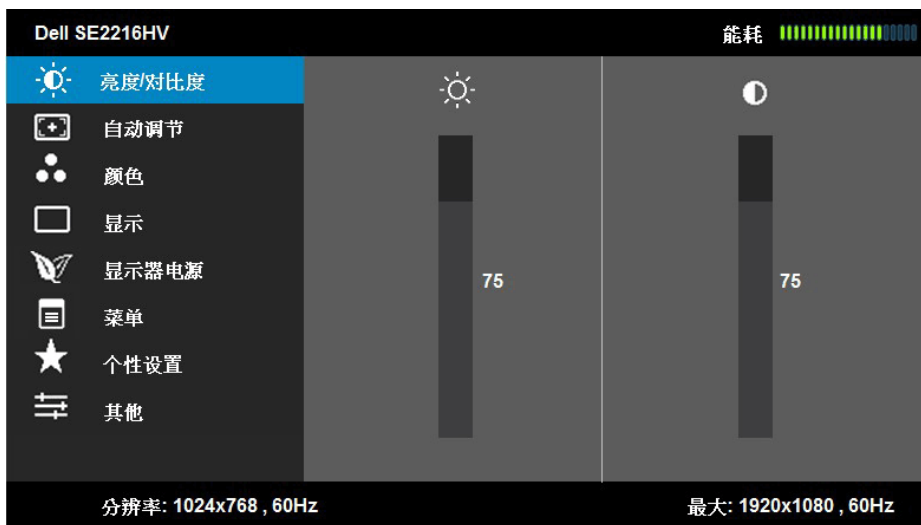 Dell SE2216HV 能耗
亮度/对比度
自动调节
颜色
显示
显示器电源
75 75
菜单
个性设置
其他
分辨率: 1024x768 , 60Hz 最大: 1920x1080 , 60Hz